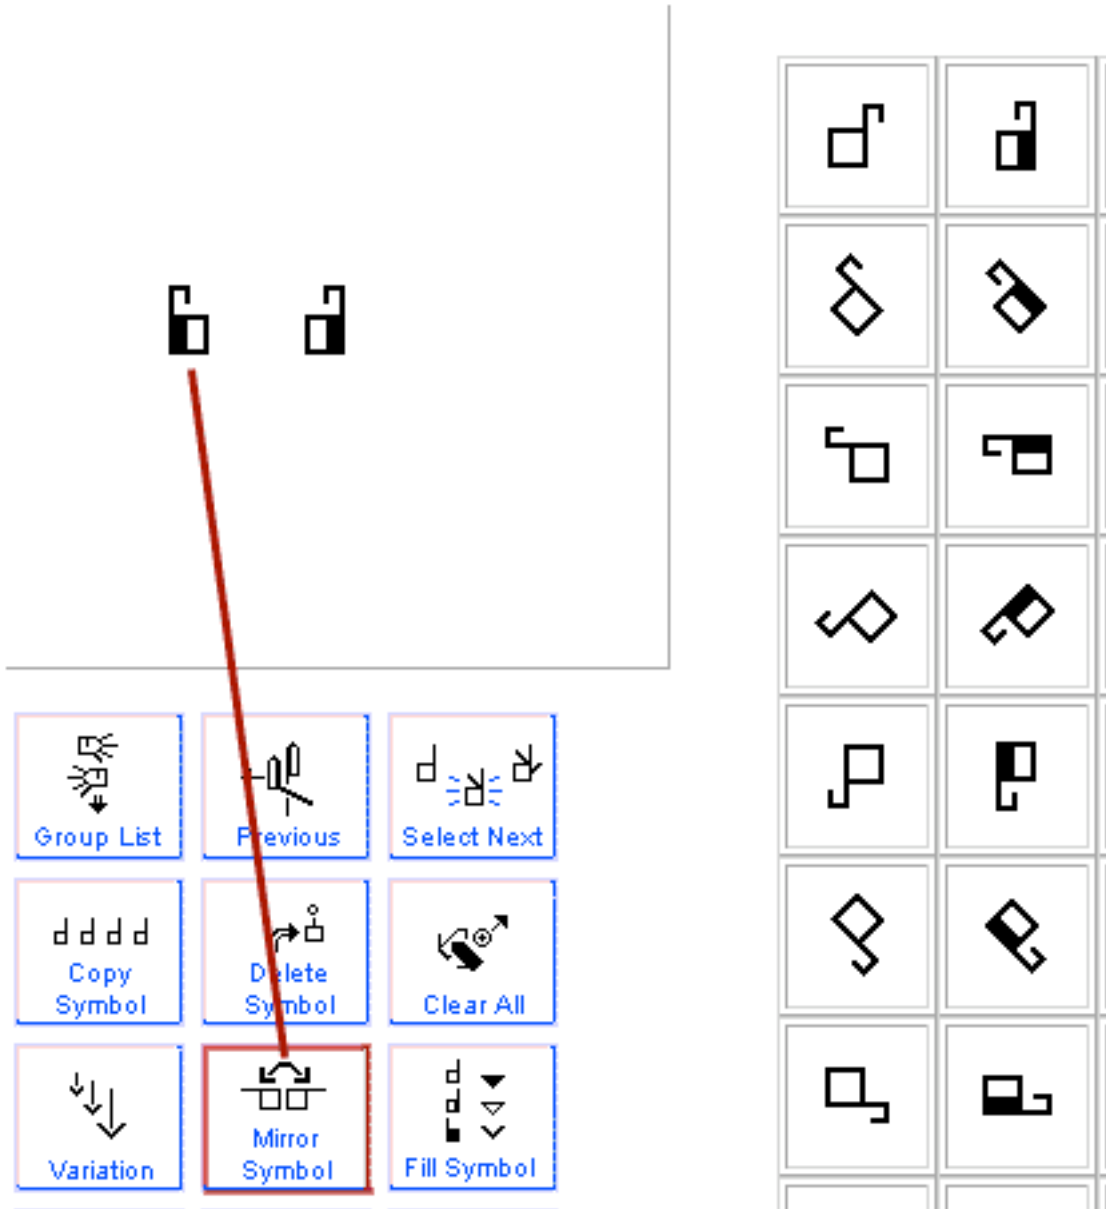 Group List
Previous
Select Next
Copy
Symbol
Delete
Symbol
Clear All
Variation
Mirror
Symbol
Fill Symbol